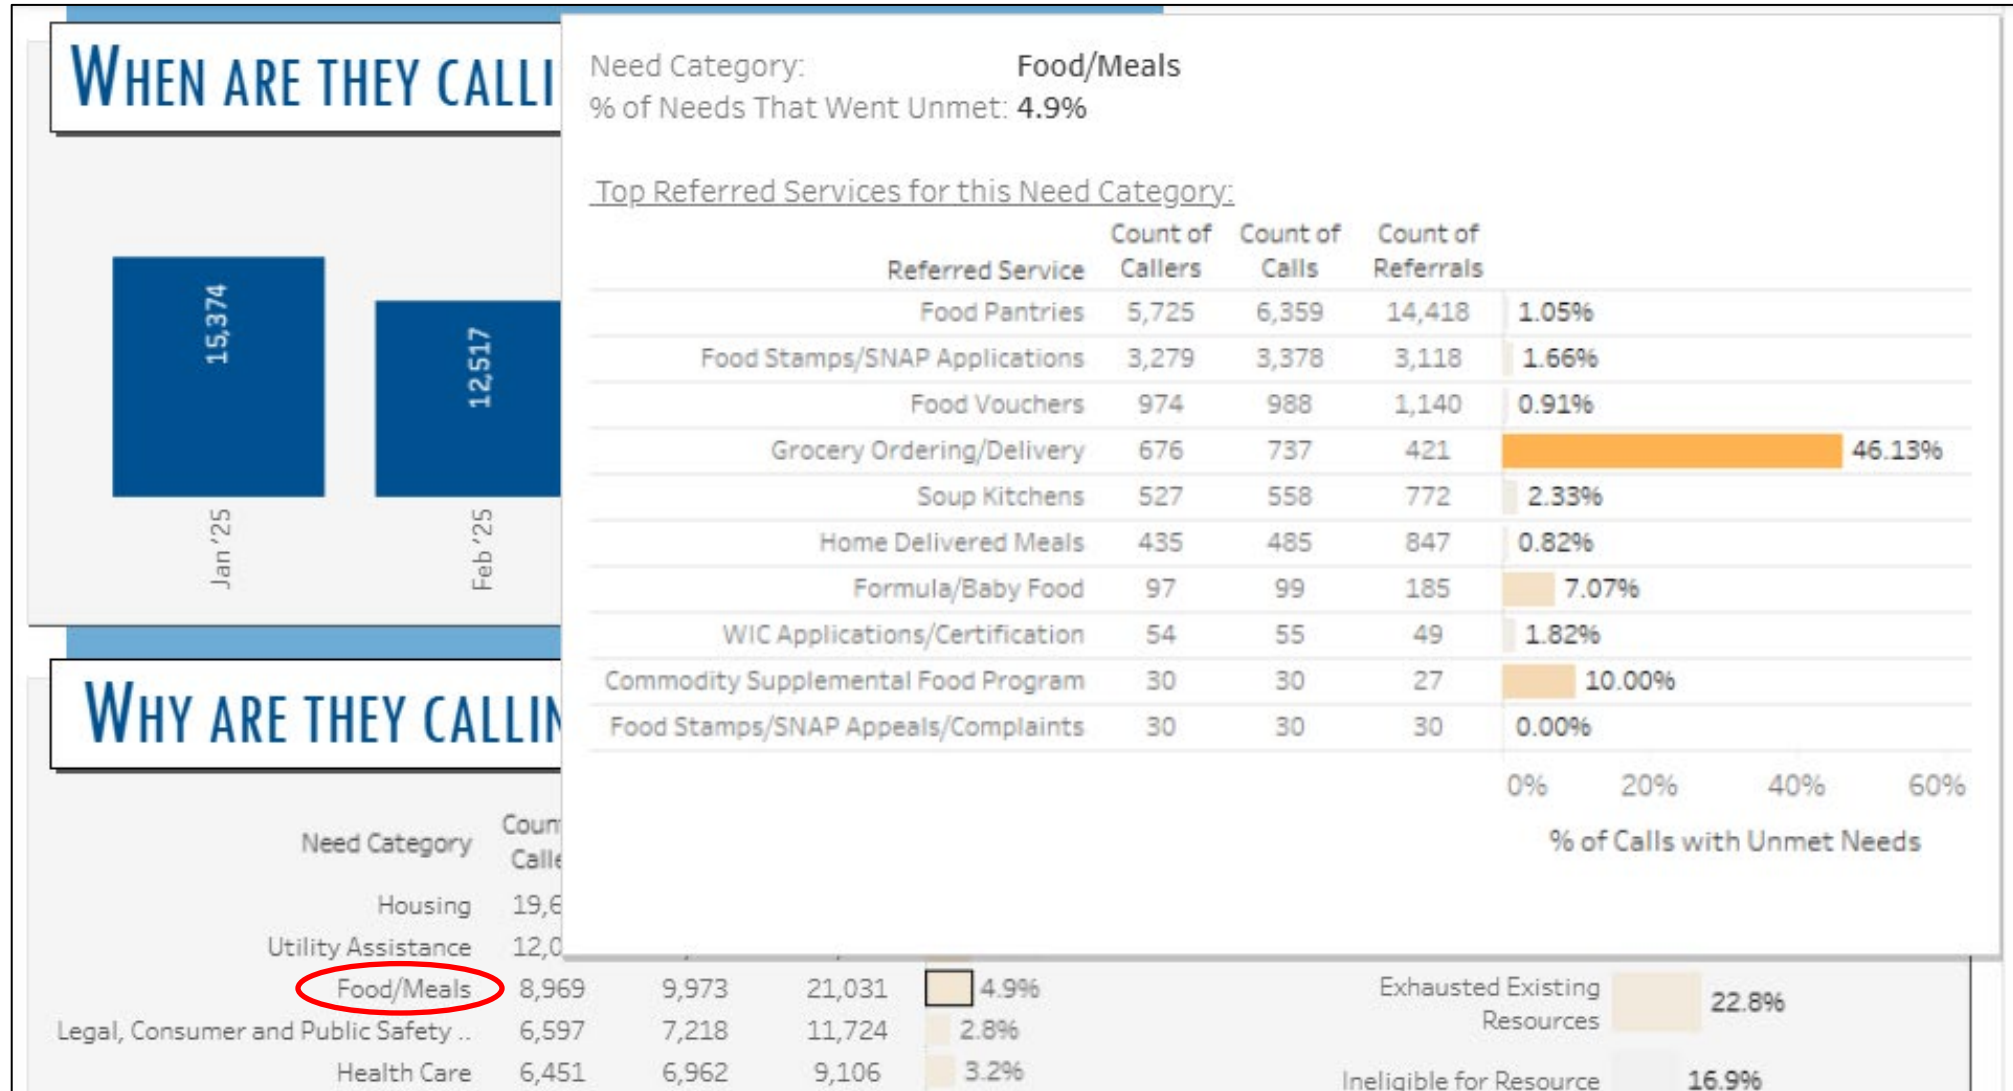 WHEN ARE THEY CALLI
15,374
12,517
Jan '25
Feb '25
Need Category: Food/Meals
% of Needs That Went Unmet: 4.9%
Top Referred Services for this Need Category:
Referred Service Count of Callers Count of Calls Count of Referrals
Food Pantries 5,725 6,359 14,418 1.05%
Food Stamps/SNAP Applications 3,279 3,378 3,118 1.66%
Food Vouchers 974 988 1,140 0.91%
Grocery Ordering/Delivery 676 737 421 46.13%
Soup Kitchens 527 558 772 2.33%
Home Delivered Meals 435 485 847 0.82%
Formula/Baby Food 97 99 185 7.07%
WIC Applications/Certification 54 55 49 1.82%
Commodity Supplemental Food Program 30 30 27 10.00%
Food Stamps/SNAP Appeals/Complaints 30 30 30 0.00%
0% 20% 40% 60%
% of Calls with Unmet Needs
WHY ARE THEY CALLIN
Need Category
Housing 19,6
Utility Assistance 12,0
Food/Meals 8,969 9,973 21,031 4.9%
Legal, Consumer and Public Safety .. 6,597 7,218 11,724 2.8%
Health Care 6,451 6,962 9,106 3.2%
Exhausted Existing
Resources
22.8%
Ineligible for Resource 16.9%